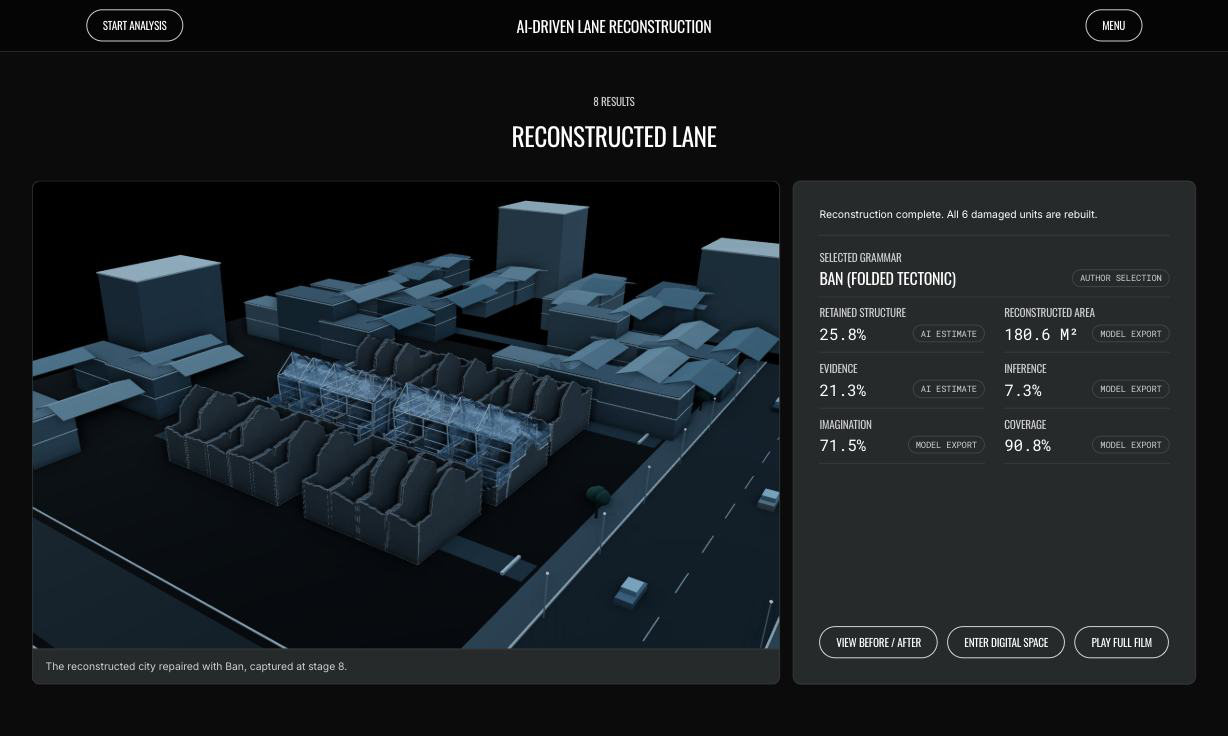 START ANALYSIS
AI-DRIVEN LANE RECONSTRUCTION
MENU
8 RESULTS
RECONSTRUCTED LANE
The reconstructed city repaired with Ban, captured at stage 8.
Reconstruction complete. All 6 damaged units are rebuilt.
SELECTED GRAMMAR
BAN (FOLDED TECTONIC)
AUTHOR SELECTION
RETAINED STRUCTURE
25.8%
AI ESTIMATE
RECONSTRUCTED AREA
180.6 M²
MODEL EXPORT
EVIDENCE
21.3%
AI ESTIMATE
INFERENCE
7.3%
MODEL EXPORT
IMAGINATION
71.5%
MODEL EXPORT
COVERAGE
90.8%
MODEL EXPORT
VIEW BEFORE / AFTER
ENTER DIGITAL SPACE
PLAY FULL FILM